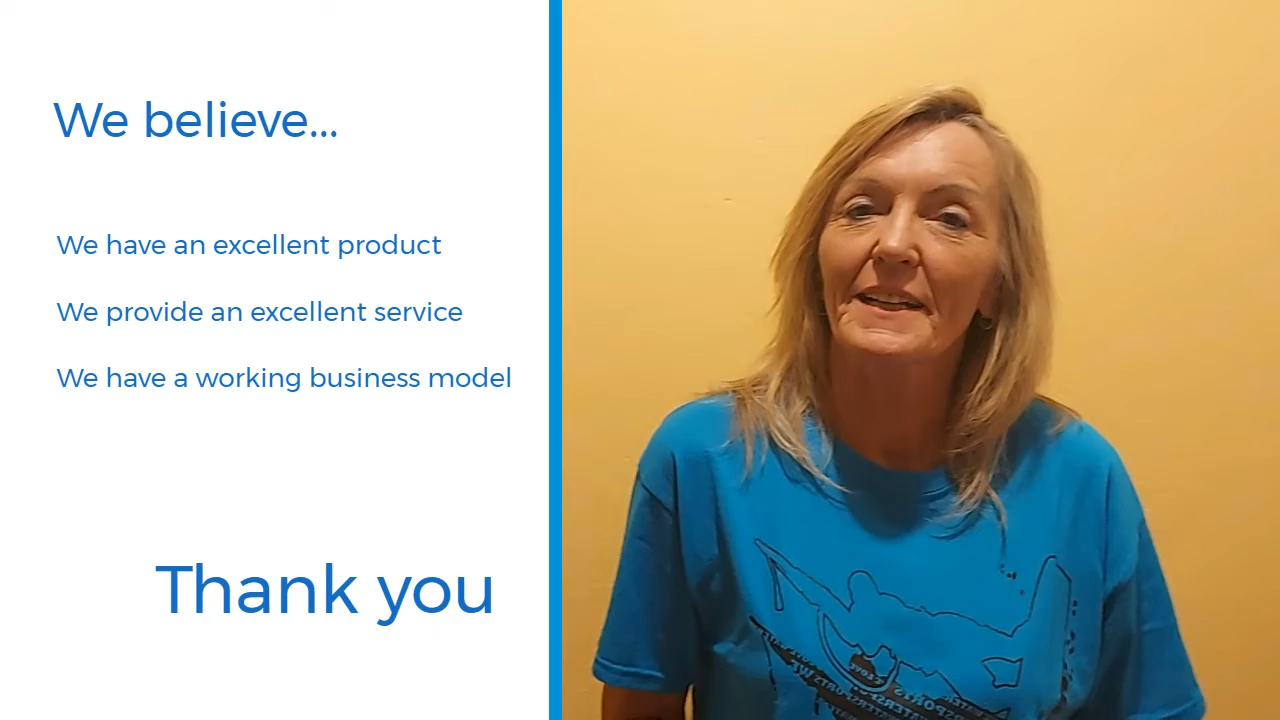 We believe...
We have an excellent product
We provide an excellent service
We have a working business model
Thank you